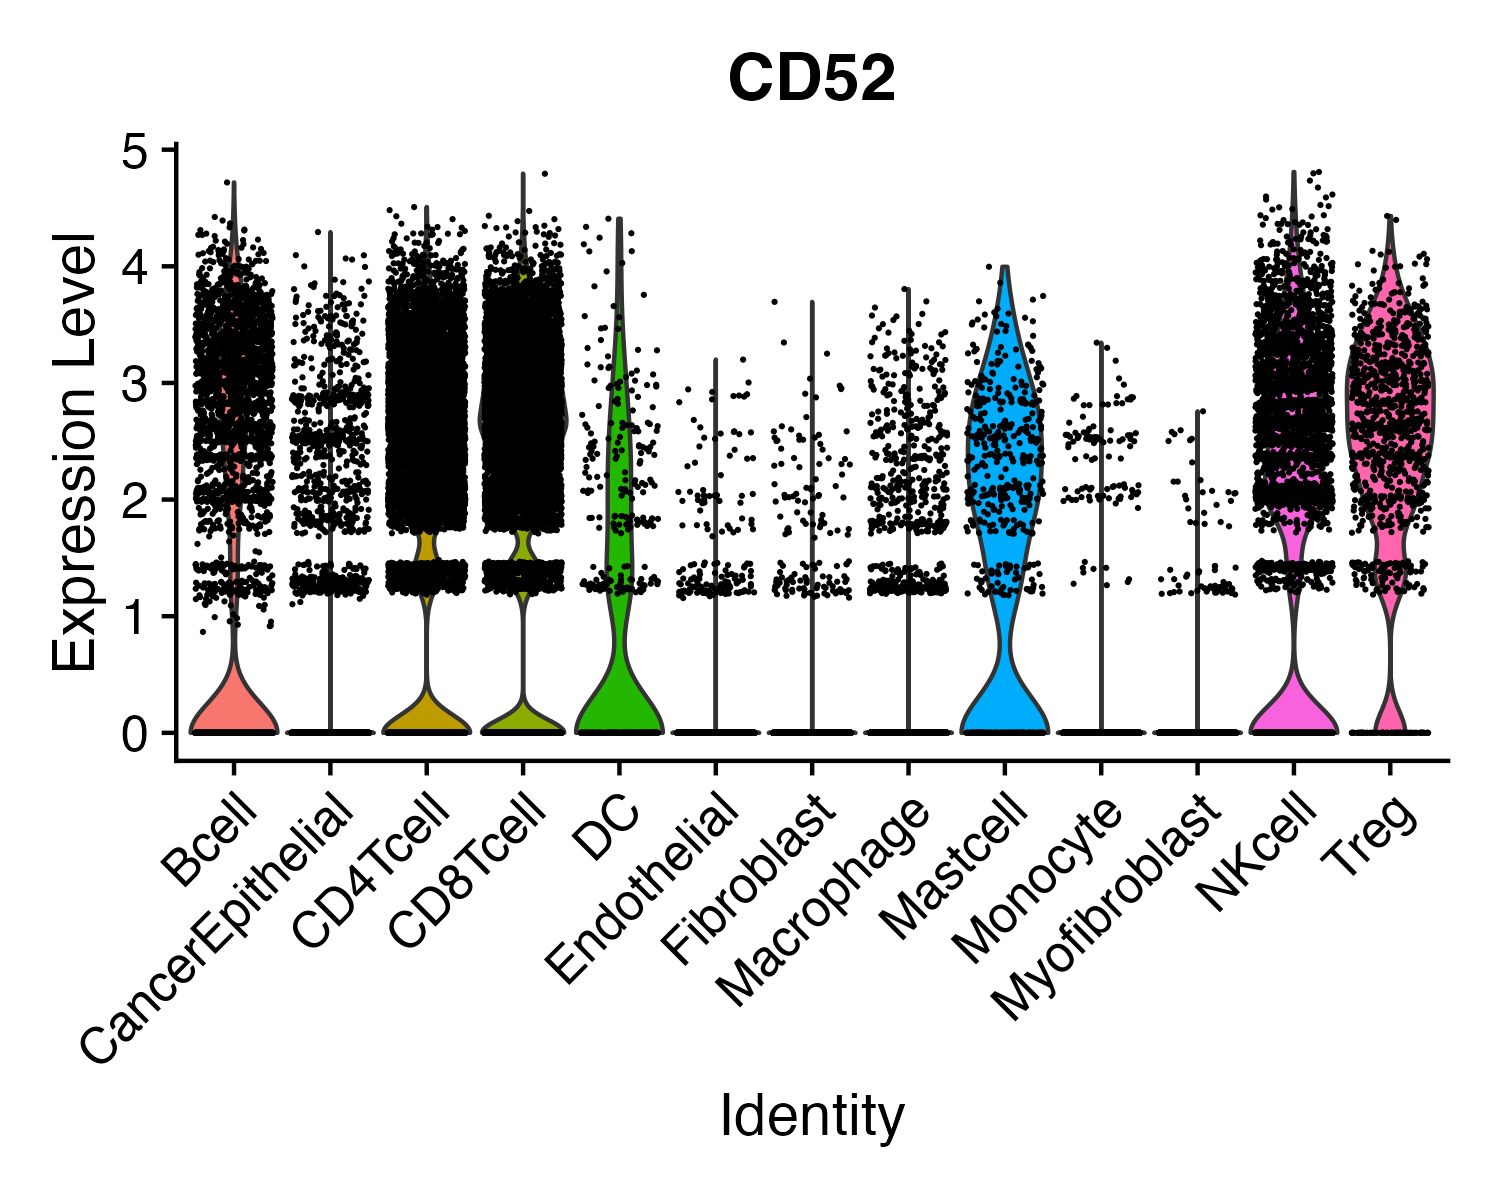 CD52
Expression Level
5
4
3
2
1
0
Bcell
CancerEpithelial
CD4Tcell
CD8Tcell
DC
Endothelial
Fibroblast
Macrophage
Mastcell
Monocyte
Myofibroblast
NKcell
Treg
Identity